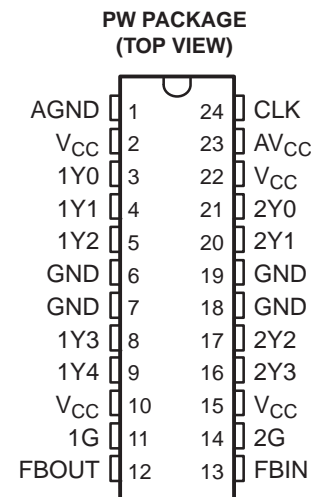 PW PACKAGE
(TOP VIEW)
AGND 1 24 CLK
VCC 2 23 AVCC
1Y0 3 22 VCC
1Y1 4 21 2Y0
1Y2 5 20 2Y1
GND 6 19 GND
GND 7 18 GND
1Y3 8 17 2Y2
1Y4 9 16 2Y3
VCC 10 15 VCC
1G 11 14 2G
FBOUT 12 13 FBIN